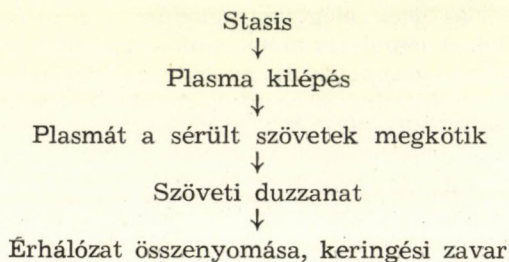 Stasis
↓
Plasma kilépés
↓
Plasmát a sérült szövetek megkötik
↓
Szöveti duzzanat
↓
Érhálózat összenyomása, keringési zavar